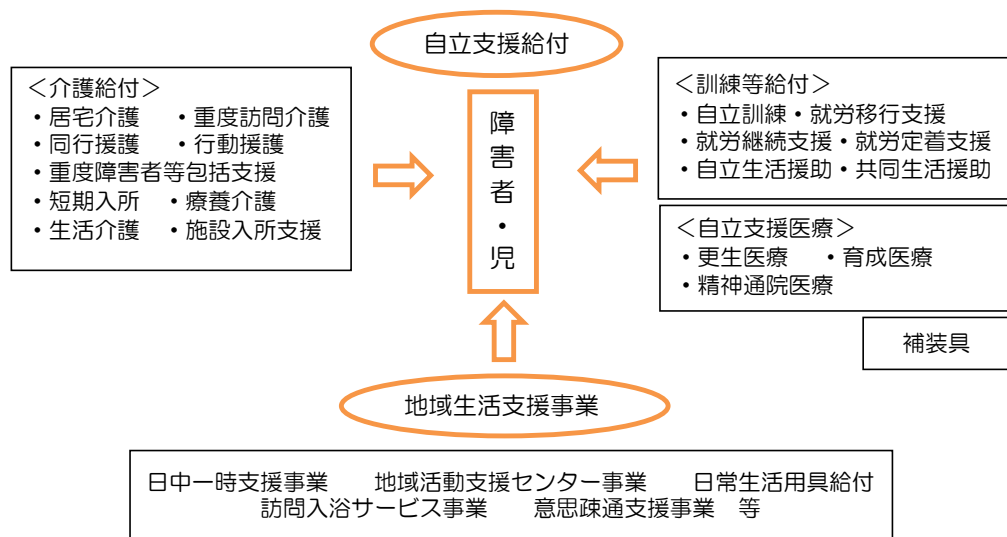 自立支援給付
＜介護給付＞
・居宅介護　・重度訪問介護
・同行援護　・行動援護
・重度障害者等包括支援
・短期入所　・療養介護
・生活介護　・施設入所支援
障害者・児
＜訓練等給付＞
・自立訓練・就労移行支援
・就労継続支援・就労定着支援
・自立生活援助・共同生活援助
＜自立支援医療＞
・更生医療　・育成医療
・精神通院医療
補装具
地域生活支援事業
日中一時支援事業　地域活動支援センター事業　日常生活用具給付
訪問入浴サービス事業　意思疎通支援事業　等